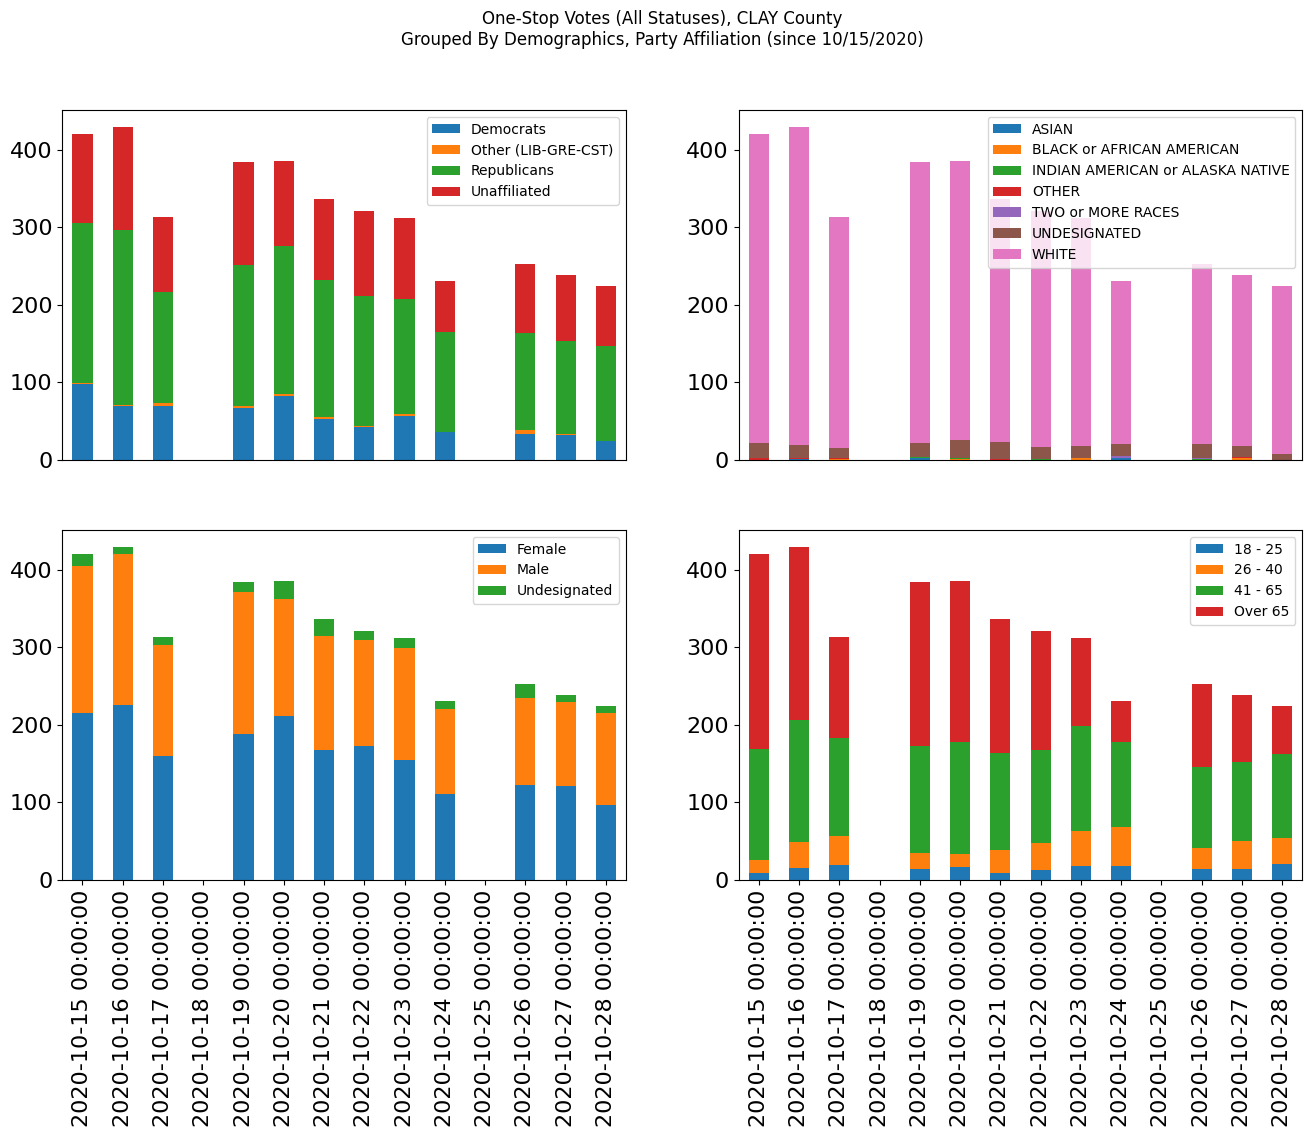 One-Stop Votes (All Statuses), CLAY County
Grouped By Demographics, Party Affiliation (since 10/15/2020)
400
300
200
100
0
Democrats
Other (LIB-GRE-CST)
Republicans
Unaffiliated
400
300
200
100
0
ASIAN
BLACK or AFRICAN AMERICAN
INDIAN AMERICAN or ALASKA NATIVE
OTHER
TWO or MORE RACES
UNDESIGNATED
WHITE
400
300
200
100
0
Female
Male
Undesignated
2020-10-15 00:00:00
2020-10-16 00:00:00
2020-10-17 00:00:00
2020-10-18 00:00:00
2020-10-19 00:00:00
2020-10-20 00:00:00
2020-10-21 00:00:00
2020-10-22 00:00:00
2020-10-23 00:00:00
2020-10-24 00:00:00
2020-10-25 00:00:00
2020-10-26 00:00:00
2020-10-27 00:00:00
2020-10-28 00:00:00
400
300
200
100
0
18 - 25
26 - 40
41 - 65
Over 65
2020-10-15 00:00:00
2020-10-16 00:00:00
2020-10-17 00:00:00
2020-10-18 00:00:00
2020-10-19 00:00:00
2020-10-20 00:00:00
2020-10-21 00:00:00
2020-10-22 00:00:00
2020-10-23 00:00:00
2020-10-24 00:00:00
2020-10-25 00:00:00
2020-10-26 00:00:00
2020-10-27 00:00:00
2020-10-28 00:00:00